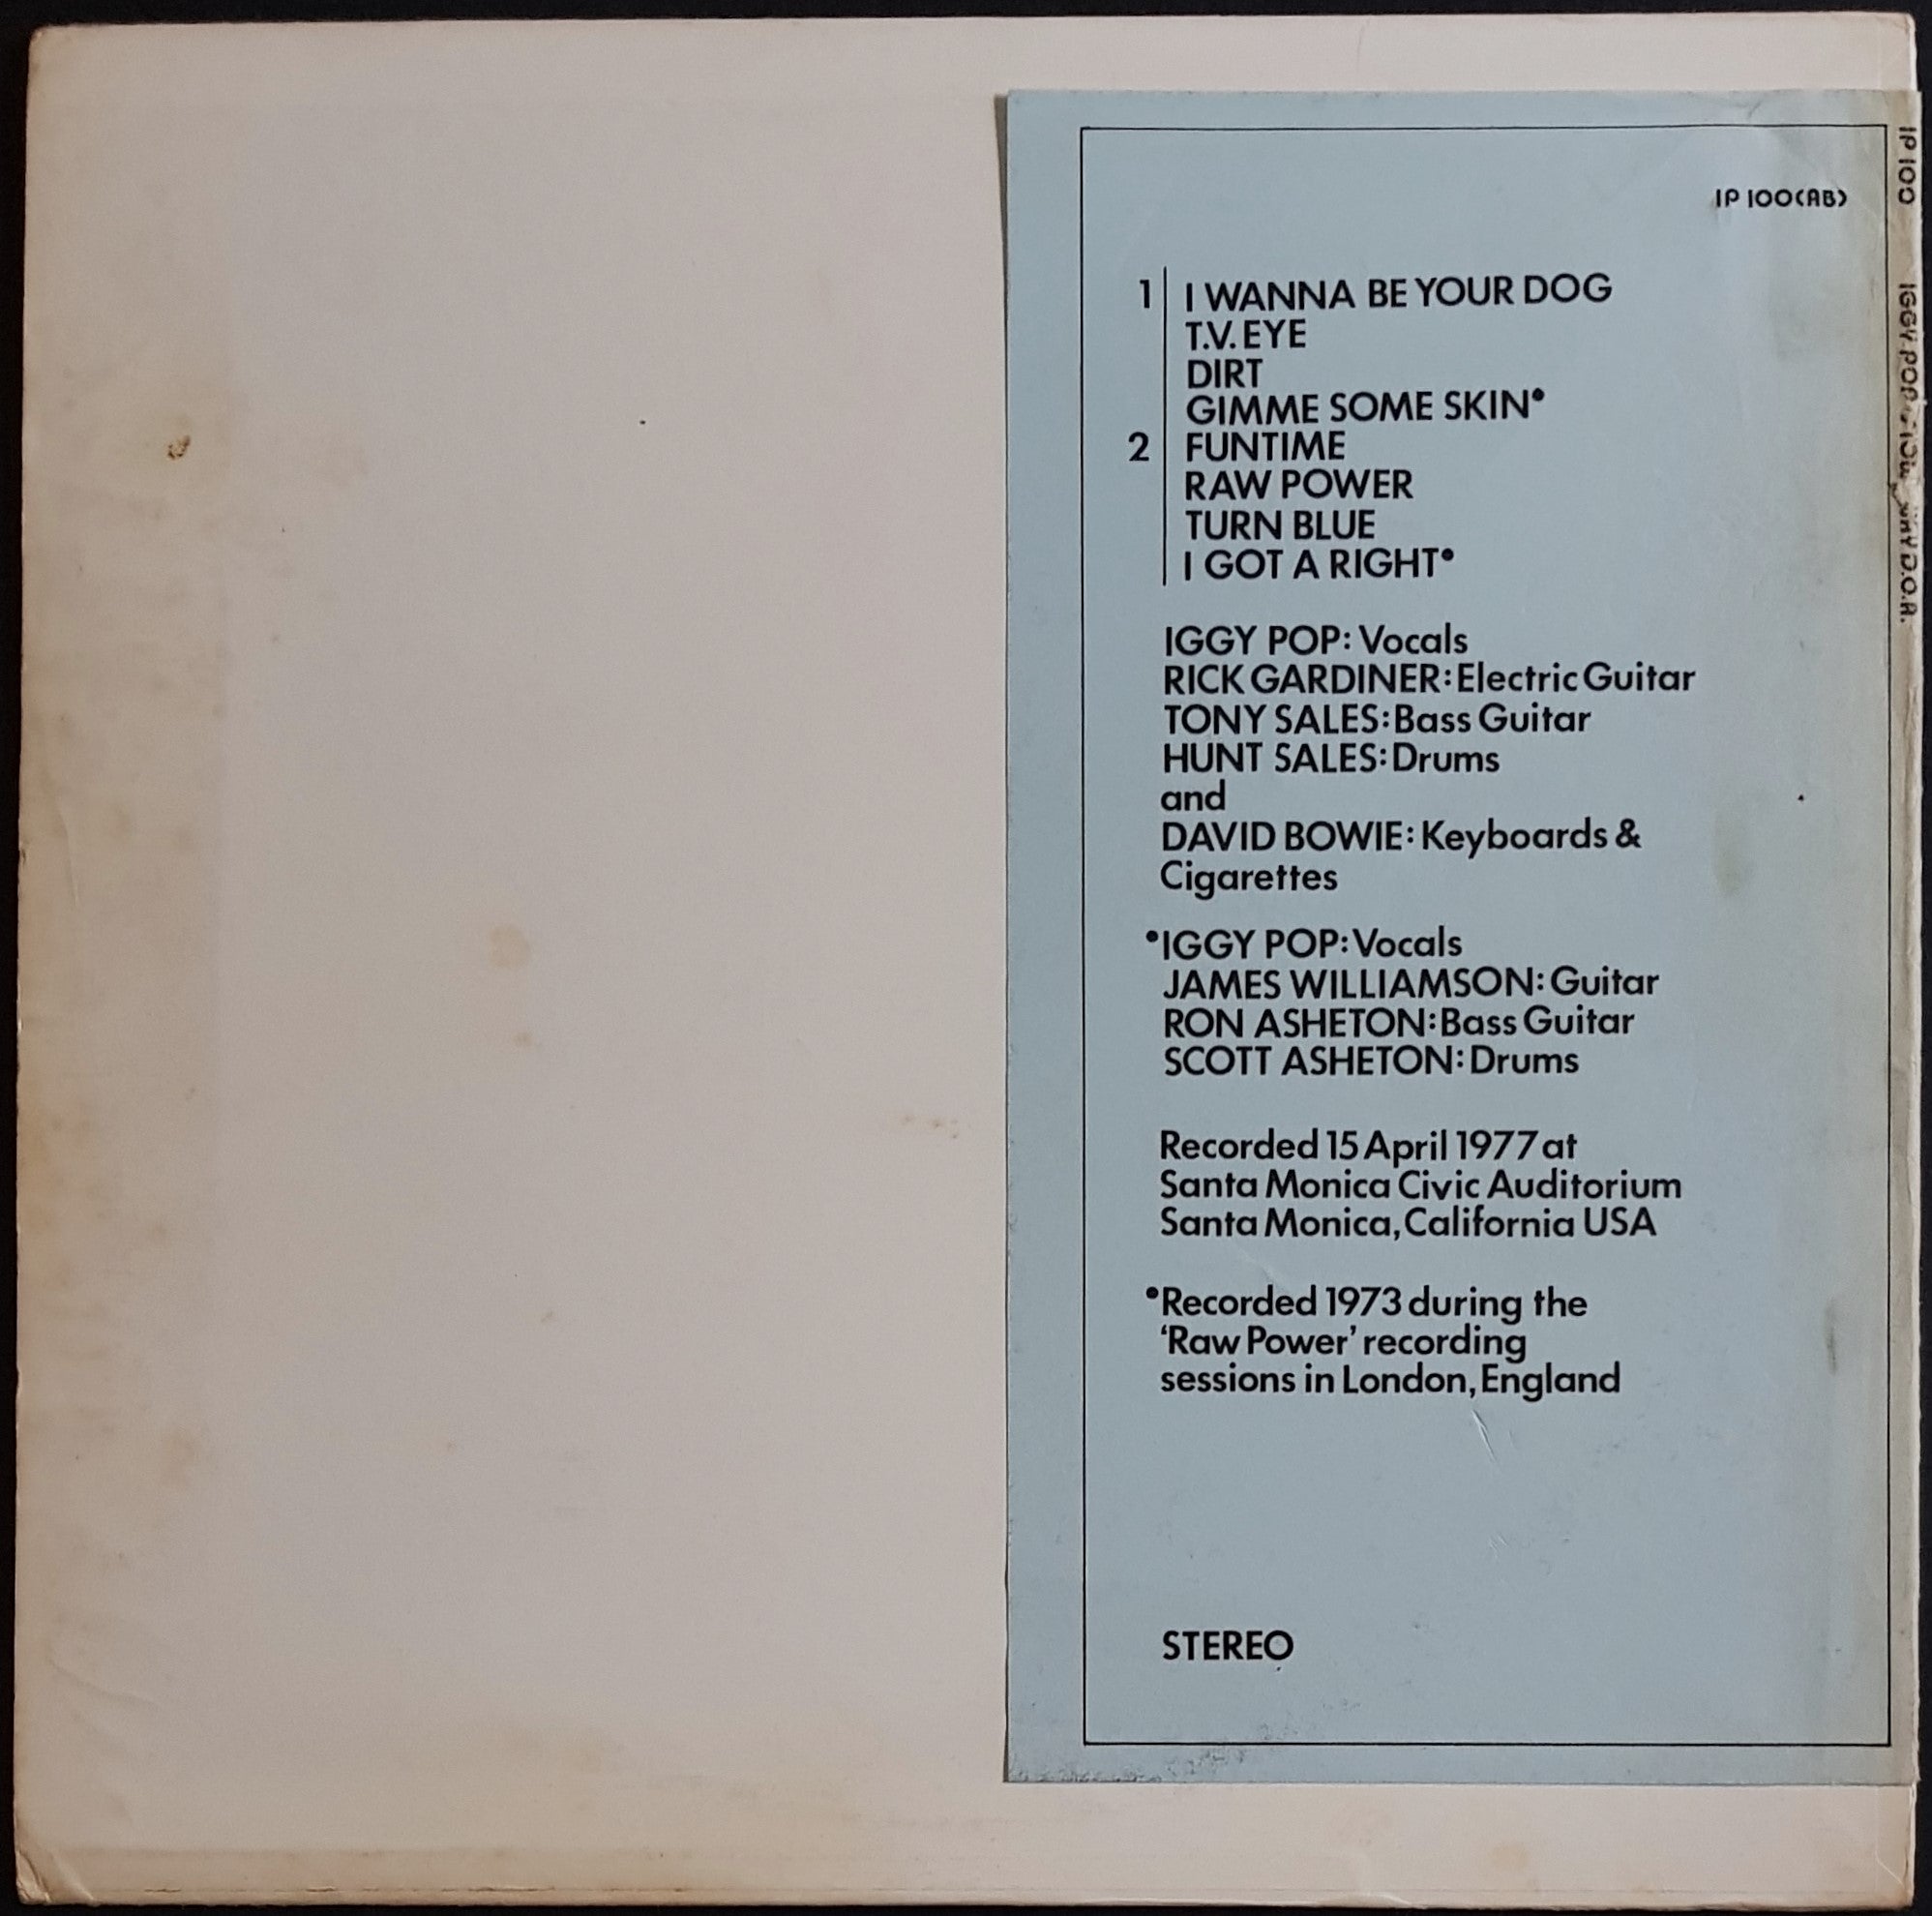 IP 100(AB)
1 I WANNA BE YOUR DOG
T.V. EYE
DIRT
GIMME SOME SKIN•
2 FUNTIME
RAW POWER
TURN BLUE
I GOT A RIGHT•
IGGY POP: Vocals
RICK GARDINER: Electric Guitar
TONY SALES: Bass Guitar
HUNT SALES: Drums
and
DAVID BOWIE: Keyboards &
Cigarettes
•IGGY POP: Vocals
JAMES WILLIAMSON: Guitar
RON ASHETON: Bass Guitar
SCOTT ASHETON: Drums
Recorded 15 April 1977 at
Santa Monica Civic Auditorium
Santa Monica, California USA
•Recorded 1973 during the
'Raw Power' recording
sessions in London, England
STEREO
IP 100 IGGY POP D.O.A.